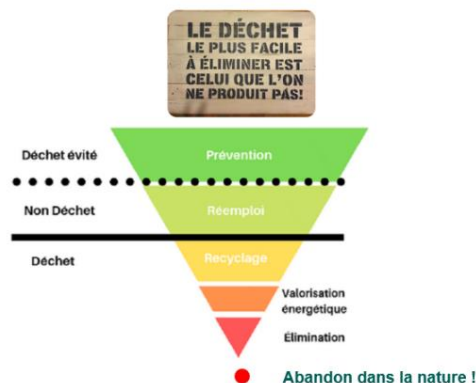 LE DÉCHET
LE PLUS FACILE
À ÉLIMINER EST
CELUI QUE L'ON
NE PRODUIT PAS!
Déchet évité
Prévention
Non Déchet
Réemploi
Déchet
Recyclage
Valorisation
énergétique
Élimination
Abandon dans la nature !